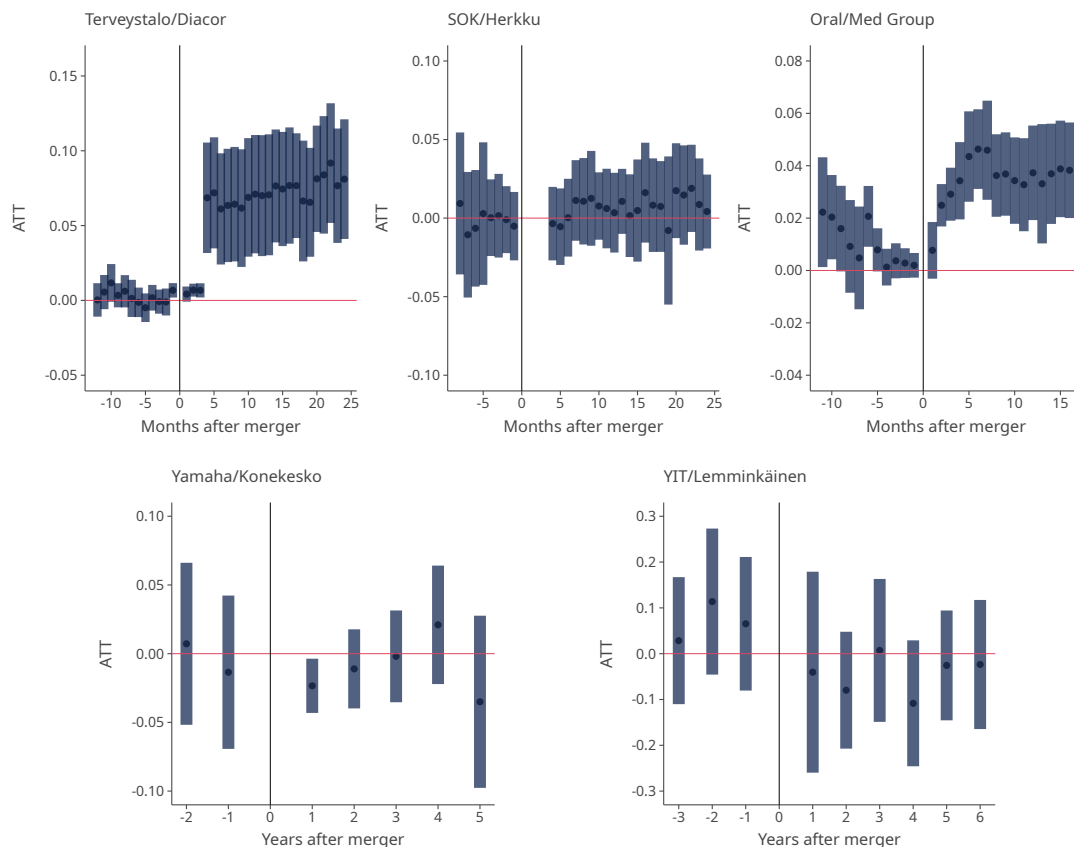 Terveystalo/Diacor
SOK/Herkku
Oral/Med Group
0.15
0.10
0.05
0.00
-0.05
ATT
-10 -5 0 5 10 15 20 25
Months after merger
0.10
0.05
0.00
-0.05
-0.10
ATT
-5 0 5 10 15 20 25
Months after merger
0.08
0.06
0.04
0.02
0.00
-0.02
-0.04
ATT
-10 -5 0 5 10 15
Months after merger
Yamaha/Konekesko
YIT/Lemminkäinen
0.10
0.05
0.00
-0.05
-0.10
ATT
-2 -1 0 1 2 3 4 5
Years after merger
0.3
0.2
0.1
0.0
-0.1
-0.2
-0.3
ATT
-3 -2 -1 0 1 2 3 4 5 6
Years after merger